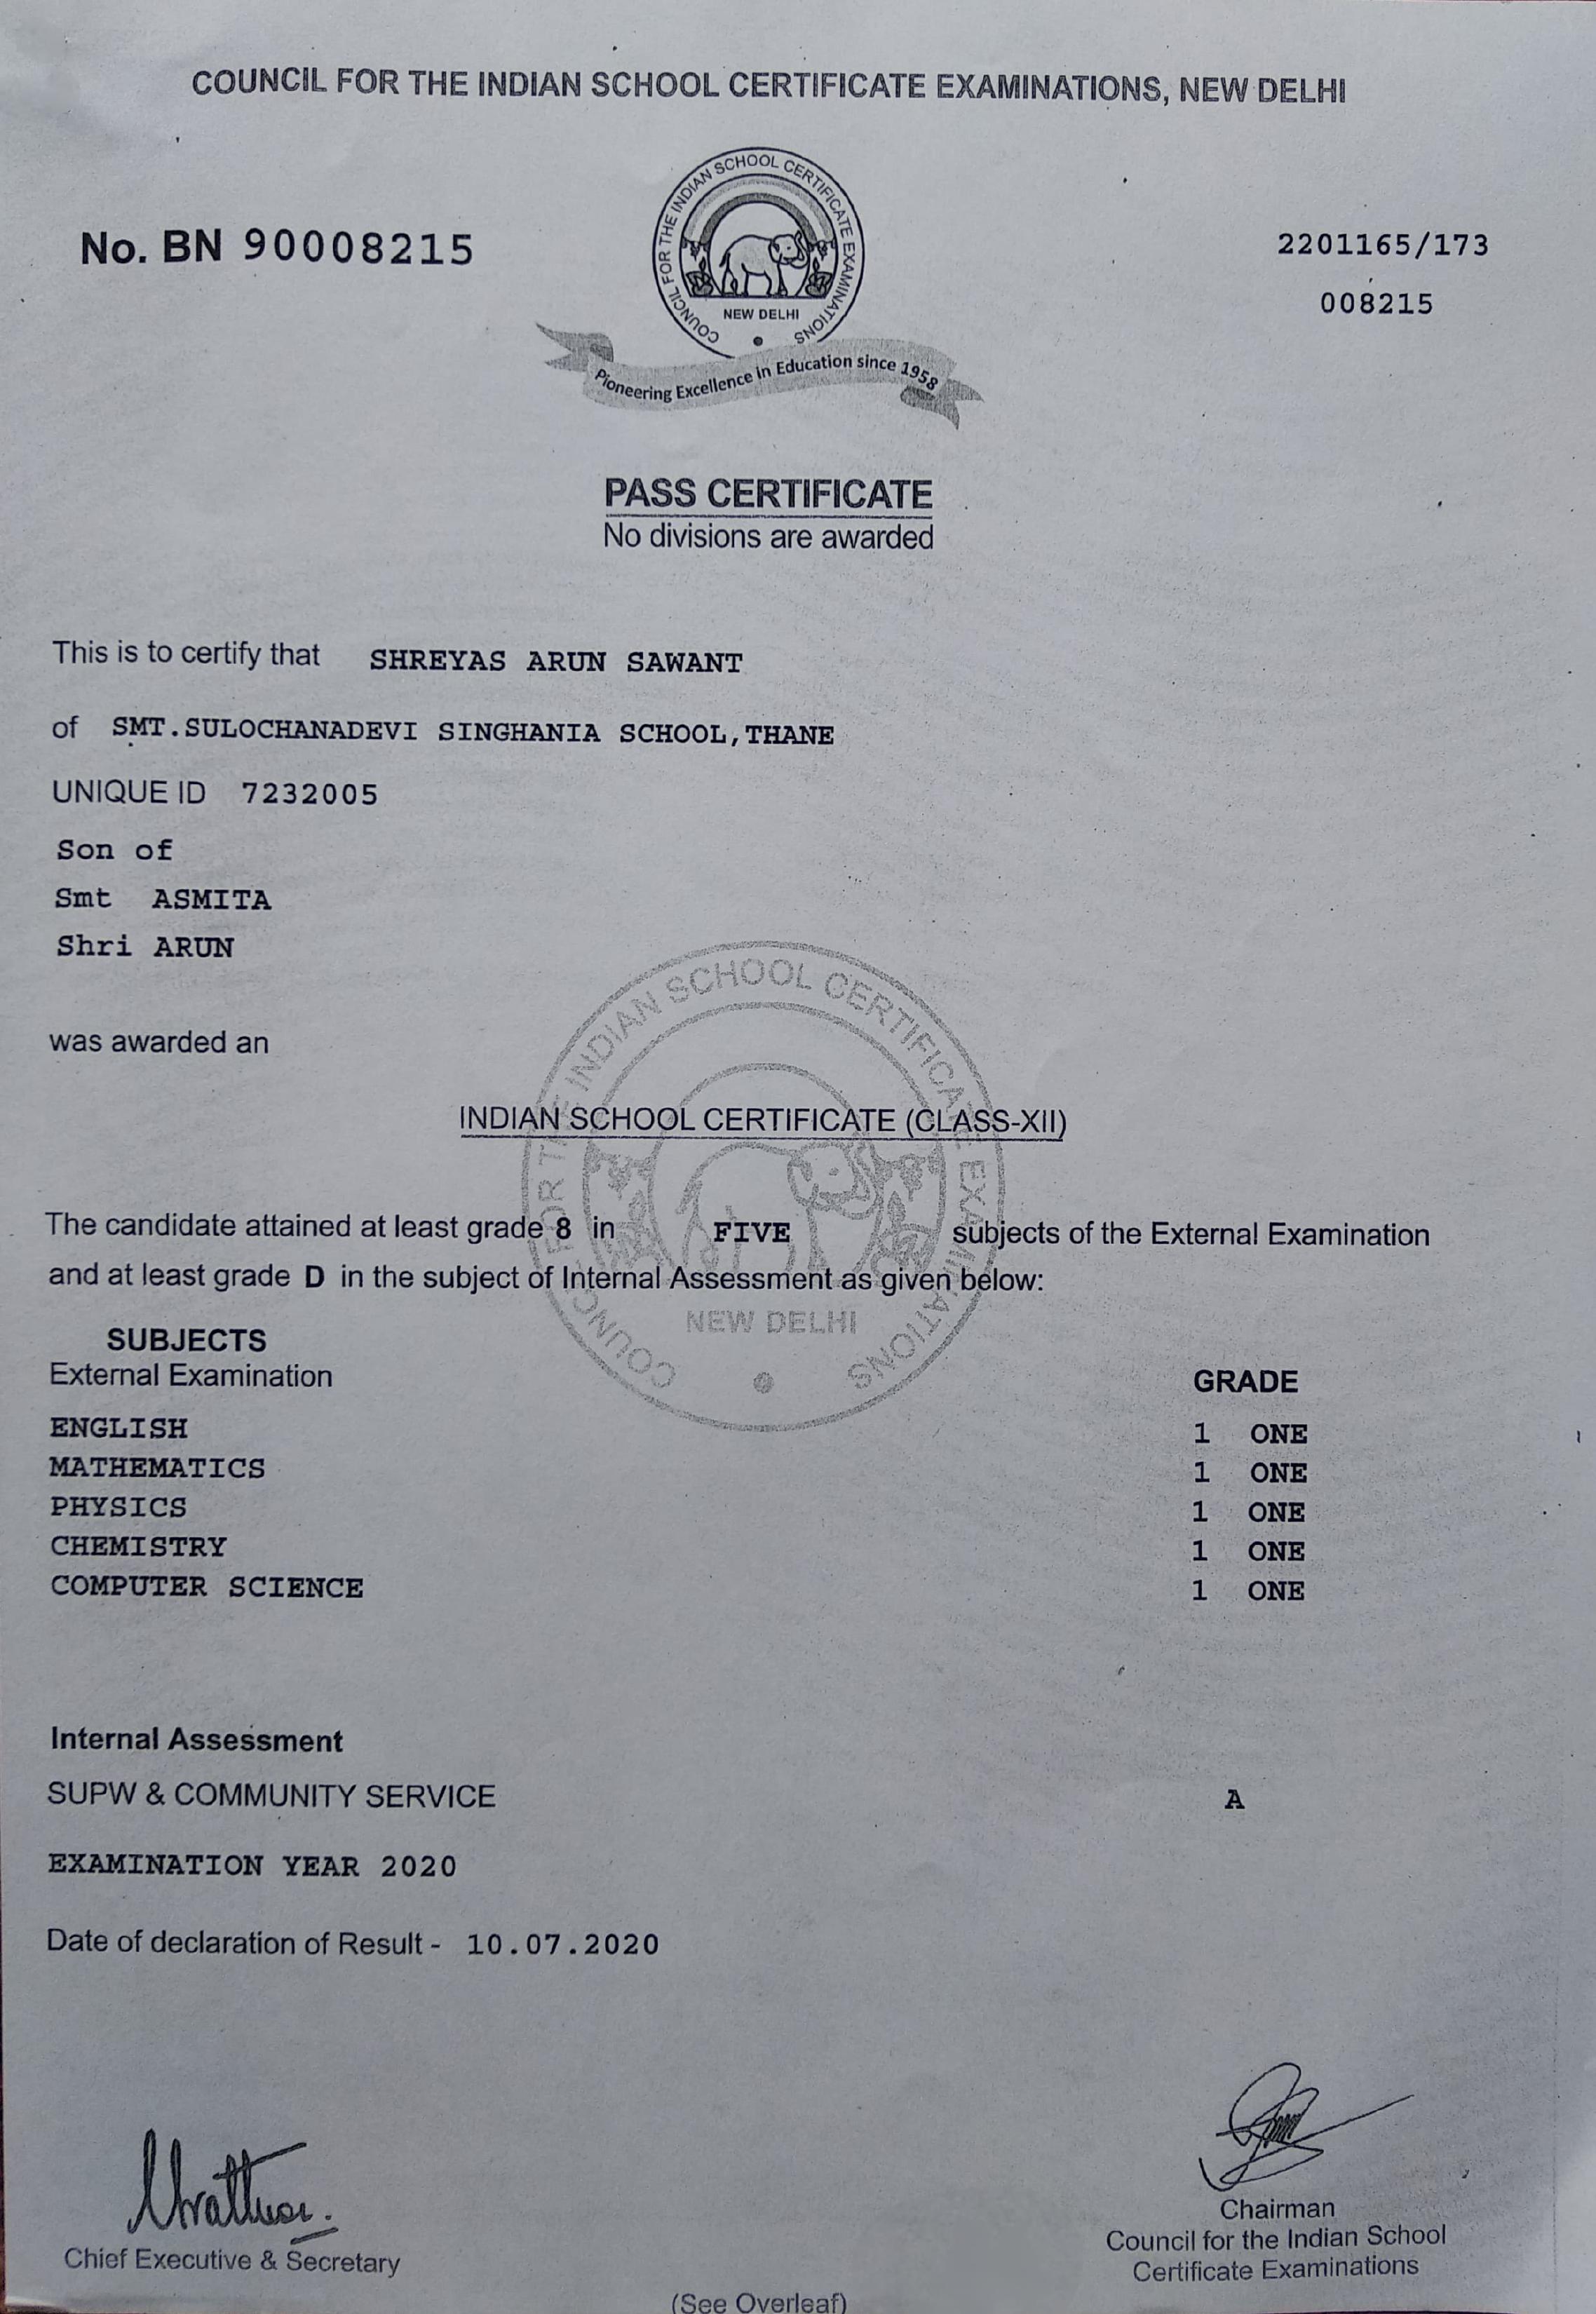 COUNCIL FOR THE INDIAN SCHOOL CERTIFICATE EXAMINATIONS, NEW DELHI
COUNCIL FOR THE INDIAN SCHOOL CERTIFICATE EXAMINATIONS
NEW DELHI
Pioneering Excellence in Education since 1958
No. BN 90008215
2201165/173
008215
PASS CERTIFICATE
No divisions are awarded
This is to certify that SHREYAS ARUN SAWANT
of SMT.SULOCHANADEVI SINGHANIA SCHOOL,THANE
UNIQUE ID 7232005
Son of
Smt ASMITA
Shri ARUN
was awarded an
INDIAN SCHOOL CERTIFICATE (CLASS-XII)
COUNCIL FOR THE INDIAN SCHOOL CERTIFICATE EXAMINATIONS
NEW DELHI
The candidate attained at least grade 8 in FIVE subjects of the External Examination
and at least grade D in the subject of Internal Assessment as given below:
SUBJECTS
External Examination GRADE
ENGLISH 1 ONE
MATHEMATICS 1 ONE
PHYSICS 1 ONE
CHEMISTRY 1 ONE
COMPUTER SCIENCE 1 ONE
Internal Assessment
SUPW & COMMUNITY SERVICE A
EXAMINATION YEAR 2020
Date of declaration of Result - 10.07.2020
Chief Executive & Secretary
Chairman
Council for the Indian School
Certificate Examinations
(See Overleaf)